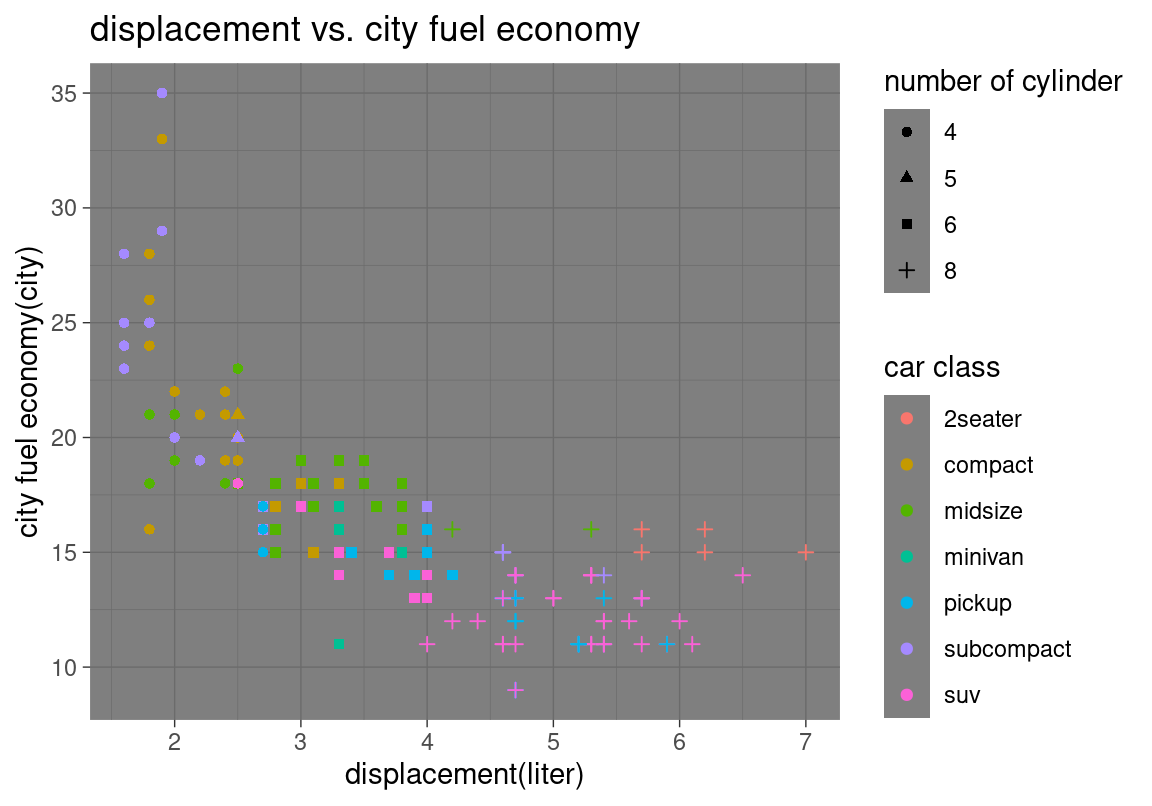 displacement vs. city fuel economy
city fuel economy(city)
35
30
25
20
15
10
2 3 4 5 6 7
displacement(liter)
number of cylinder
4
5
6
8
car class
2seater
compact
midsize
minivan
pickup
subcompact
suv